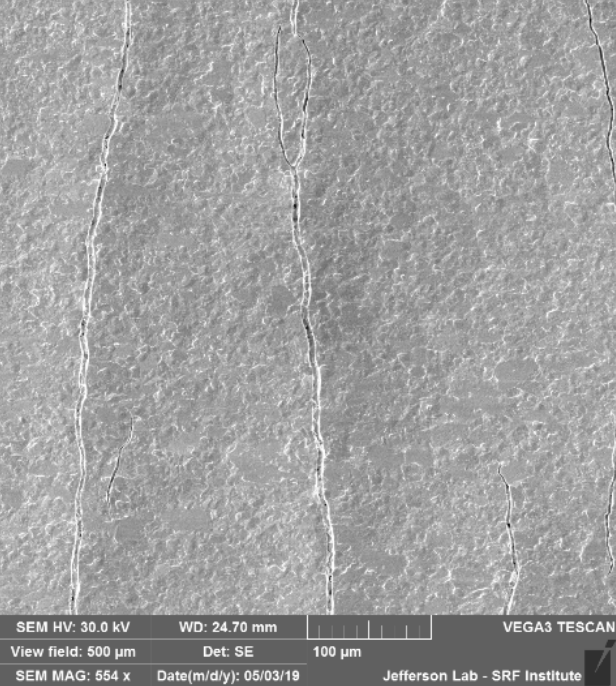 SEM HV: 30.0 kV WD: 24.70 mm VEGA3 TESCAN
View field: 500 µm Det: SE 100 µm
SEM MAG: 554 x Date(m/d/y): 05/03/19 Jefferson Lab - SRF Institute